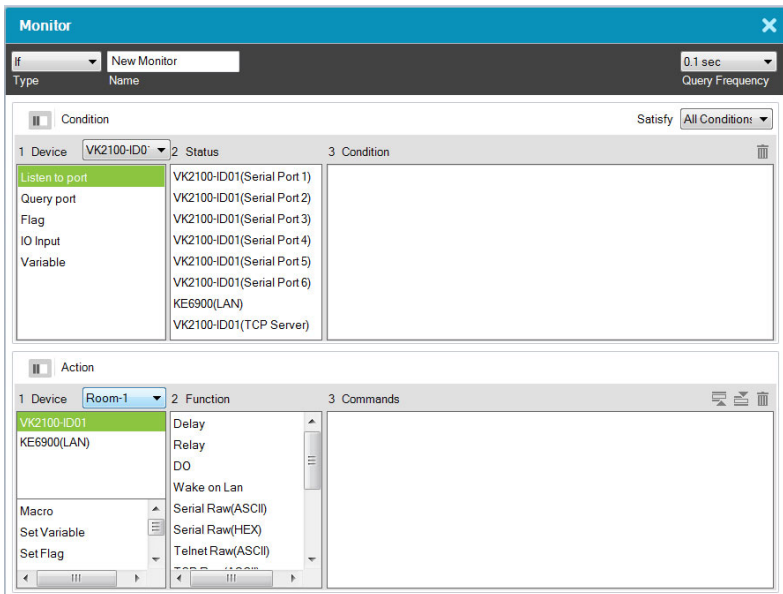 Monitor
If New Monitor 0.1 sec
Type Name Query Frequency
Condition Satisfy All Condition:
1 Device VK2100-ID0 2 Status 3 Condition
Listen to port VK2100-ID01(Serial Port 1)
Query port VK2100-ID01(Serial Port 2)
Flag VK2100-ID01(Serial Port 3)
IO Input VK2100-ID01(Serial Port 4)
Variable VK2100-ID01(Serial Port 5)
VK2100-ID01(Serial Port 6)
KE6900(LAN)
VK2100-ID01(TCP Server)
Action
1 Device Room-1 2 Function 3 Commands
VK2100-ID01 Delay
KE6900(LAN) Relay
DO
Wake on Lan
Macro Serial Raw(ASCII)
Set Variable Serial Raw(HEX)
Set Flag Telnet Raw(ASCII)